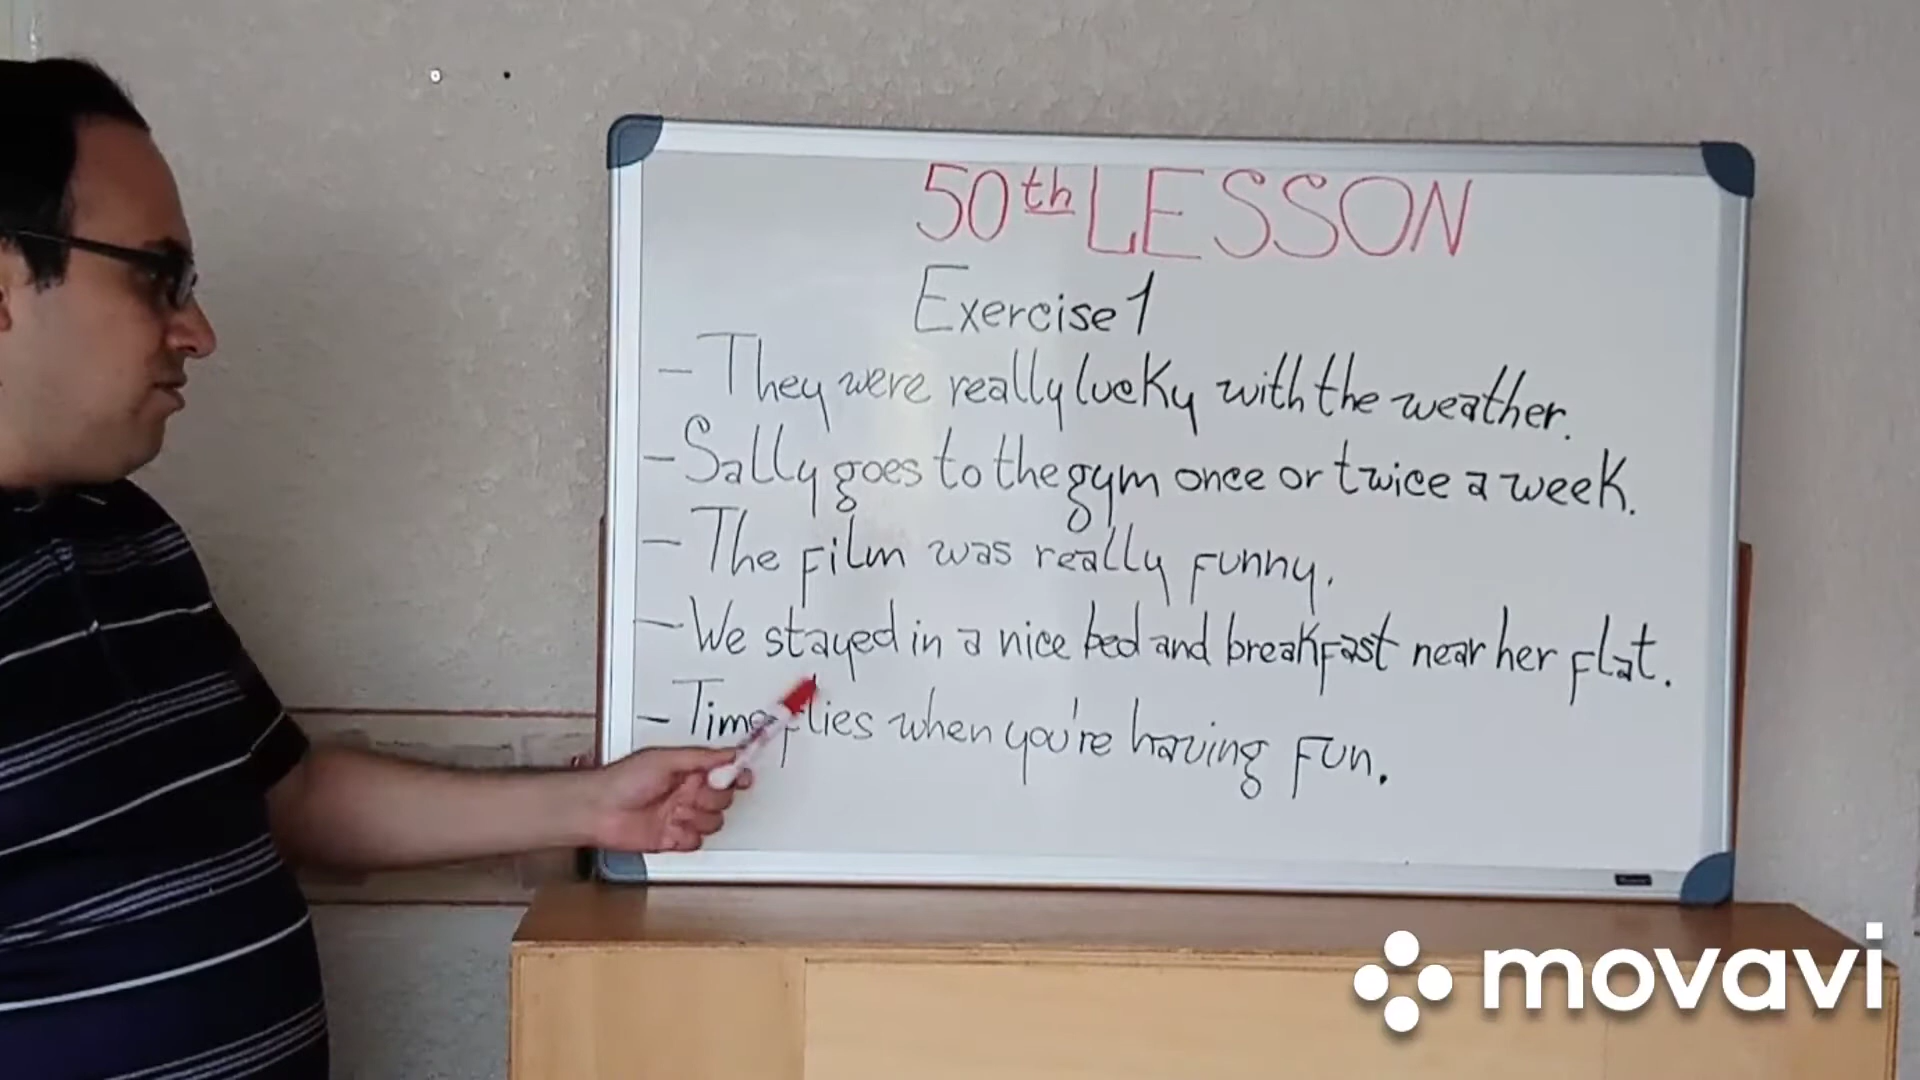 50th LESSON
Exercise 1
- They were really lucky with the weather.
- Sally goes to the gym once or twice a week.
- The film was really funny.
- We stayed in a nice bed and breakfast near her flat.
- Time flies when you're having fun.
movavi